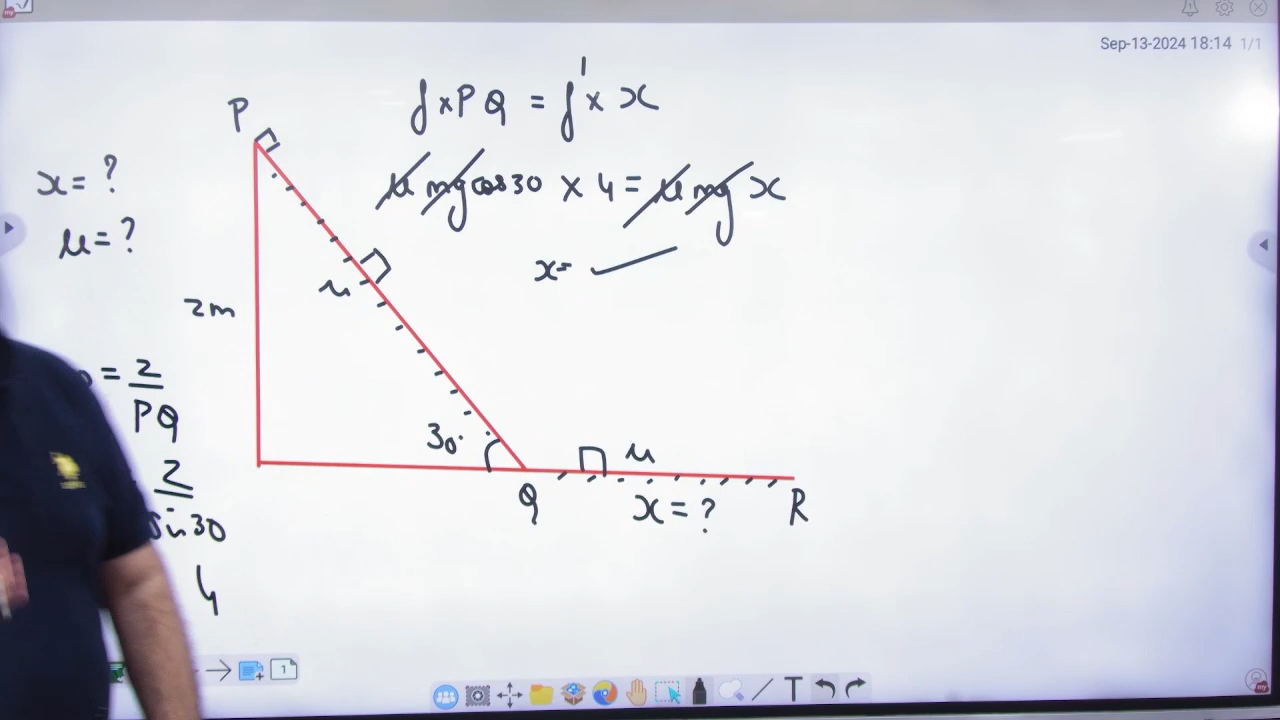 Sep-13-2024 18:14 1/1
f × PQ = f' × x
P
x = ?
μ = ?
μ mg cos30 × 4 = μ mg x
x =
μ
2m
= 2
PQ
30°
μ
2
sin30
Q
x = ?
R
4
1
T